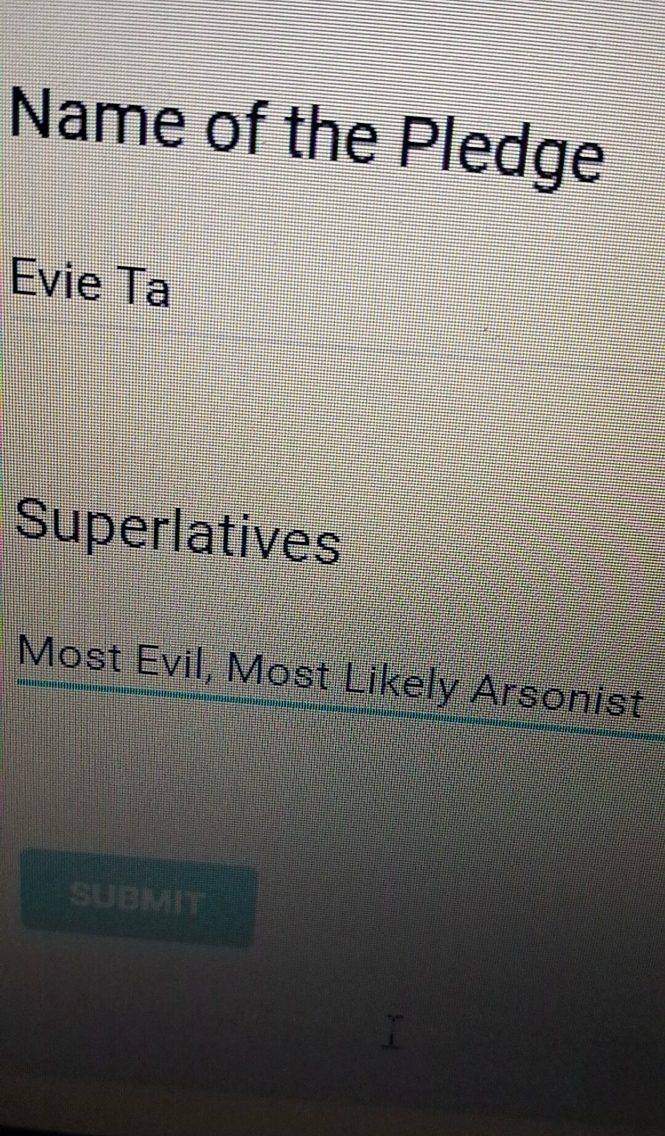 Name of the Pledge
Evie Ta
Superlatives
Most Evil, Most Likely Arsonist
SUBMIT